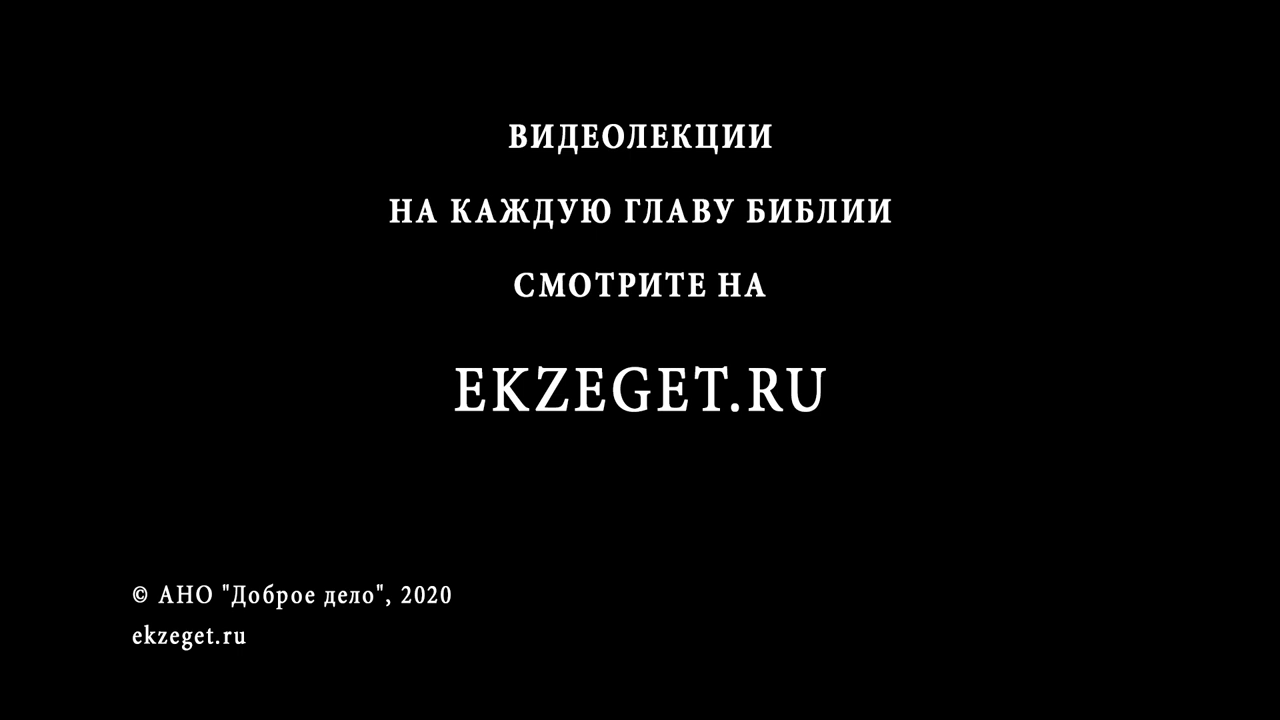 ВИДЕОЛЕКЦИИ
НА КАЖДУЮ ГЛАВУ БИБЛИИ
СМОТРИТЕ НА
EKZEGET.RU
© АНО "Доброе дело", 2020
ekzeget.ru